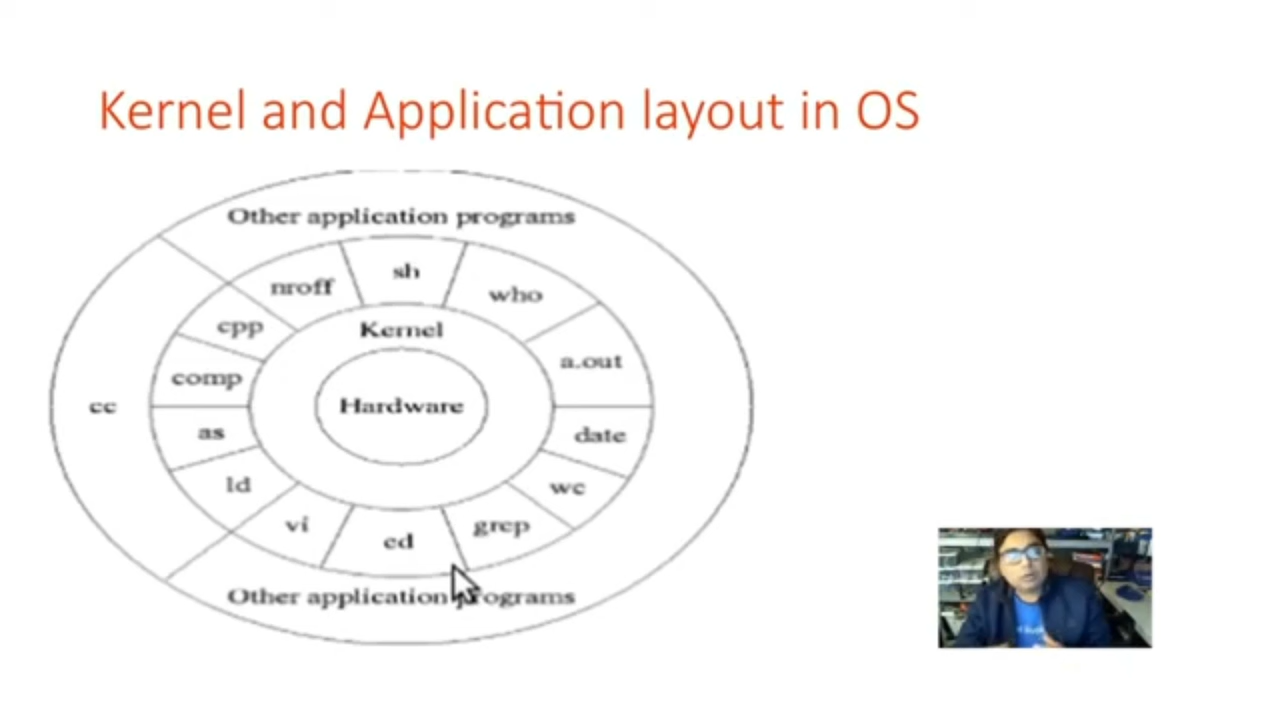 Kernel and Application layout in OS
Other application programs
sh
nroff
who
cpp
Kernel
a.out
comp
cc
Hardware
as
date
ld
wc
vi
grep
ed
Other application programs